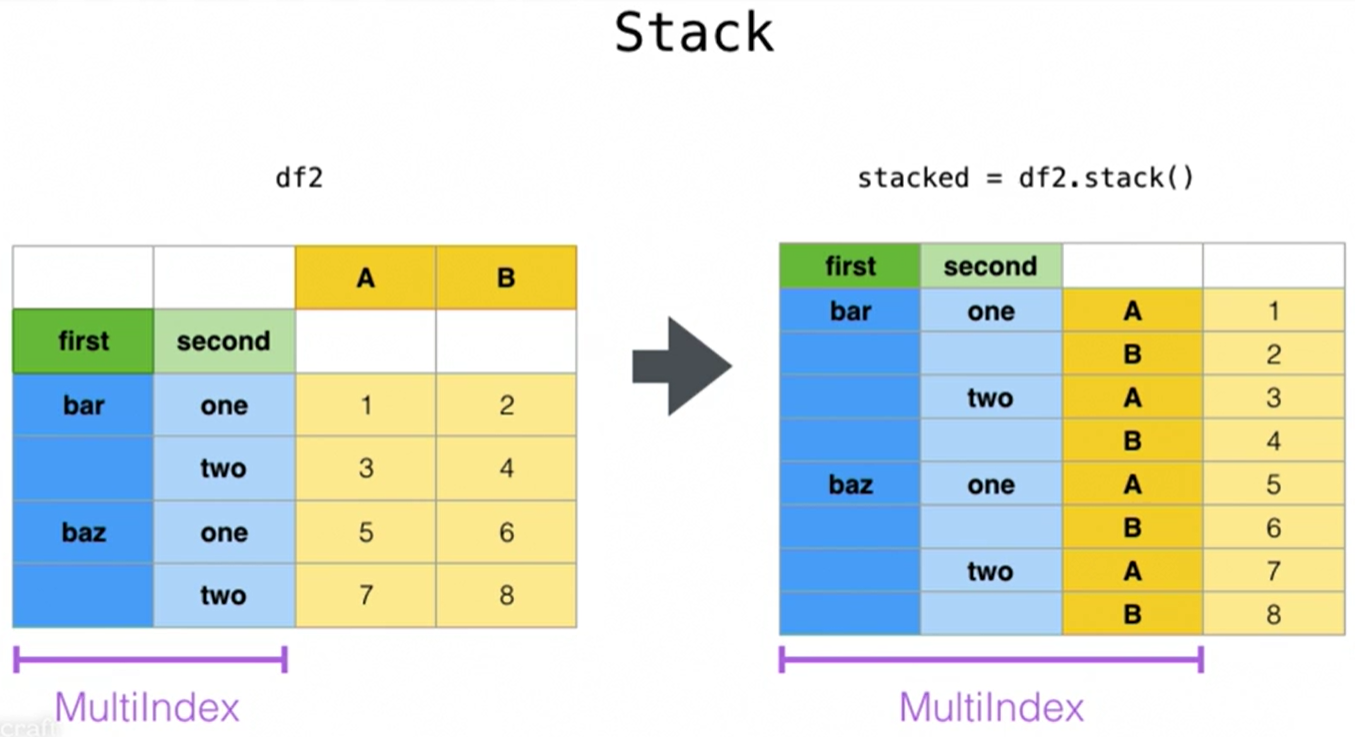 Stack
df2
A B
first second
bar one 1 2
two 3 4
baz one 5 6
two 7 8
MultiIndex
stacked = df2.stack()
first second
bar one A 1
B 2
two A 3
B 4
baz one A 5
B 6
two A 7
B 8
MultiIndex
craft